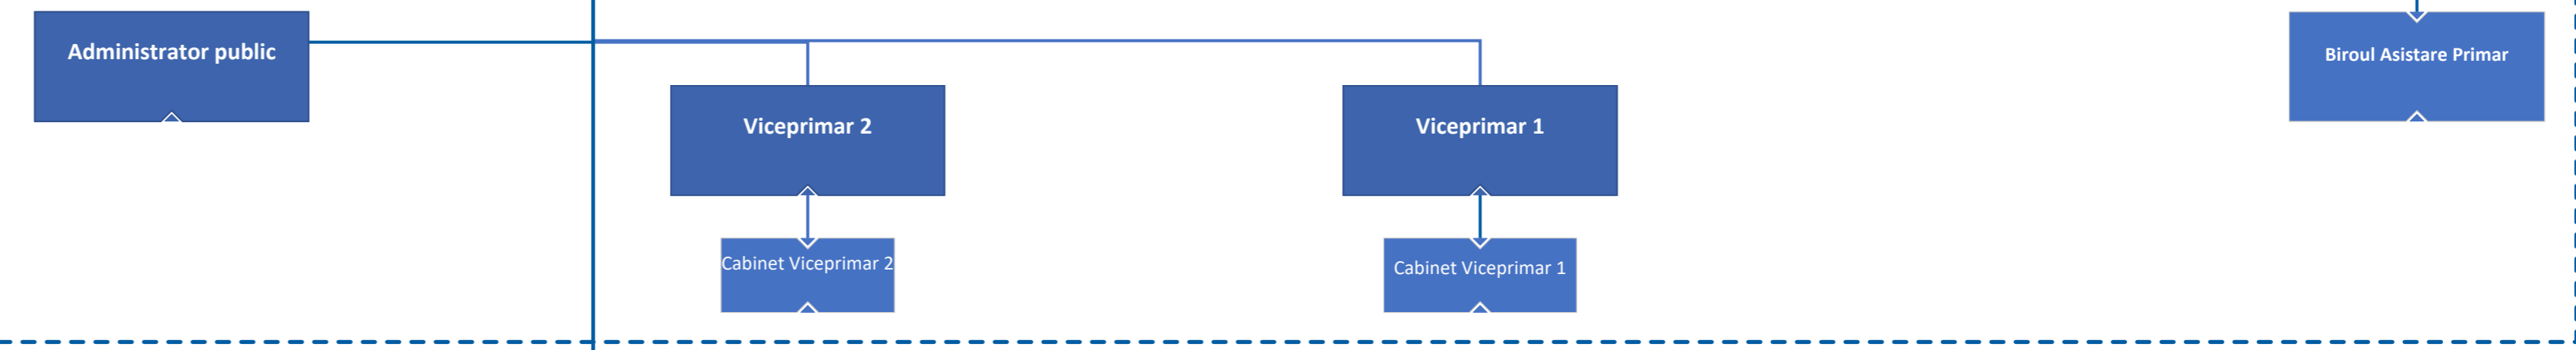 Administrator public
Biroul Asistare Primar
Viceprimar 2
Viceprimar 1
Cabinet Viceprimar 2
Cabinet Viceprimar 1